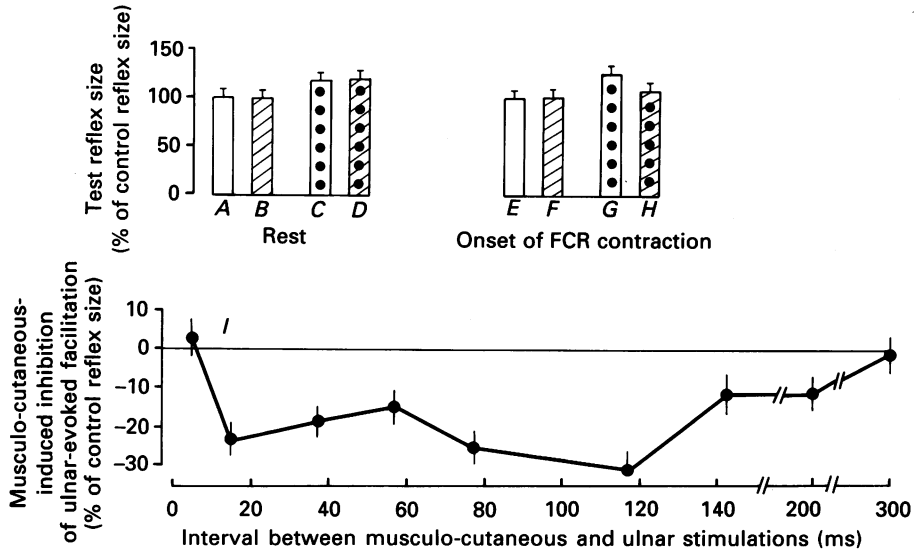 Test reflex size
(% of control reflex size)
150
100
50
0
A B C D
Rest
E F G H
Onset of FCR contraction
Musculo-cutaneous-
induced inhibition
of ulnar-evoked facilitation
(% of control reflex size)
10
0
-10
-20
-30
I
0 20 40 60 80 100 120 140 200 300
Interval between musculo-cutaneous and ulnar stimulations (ms)